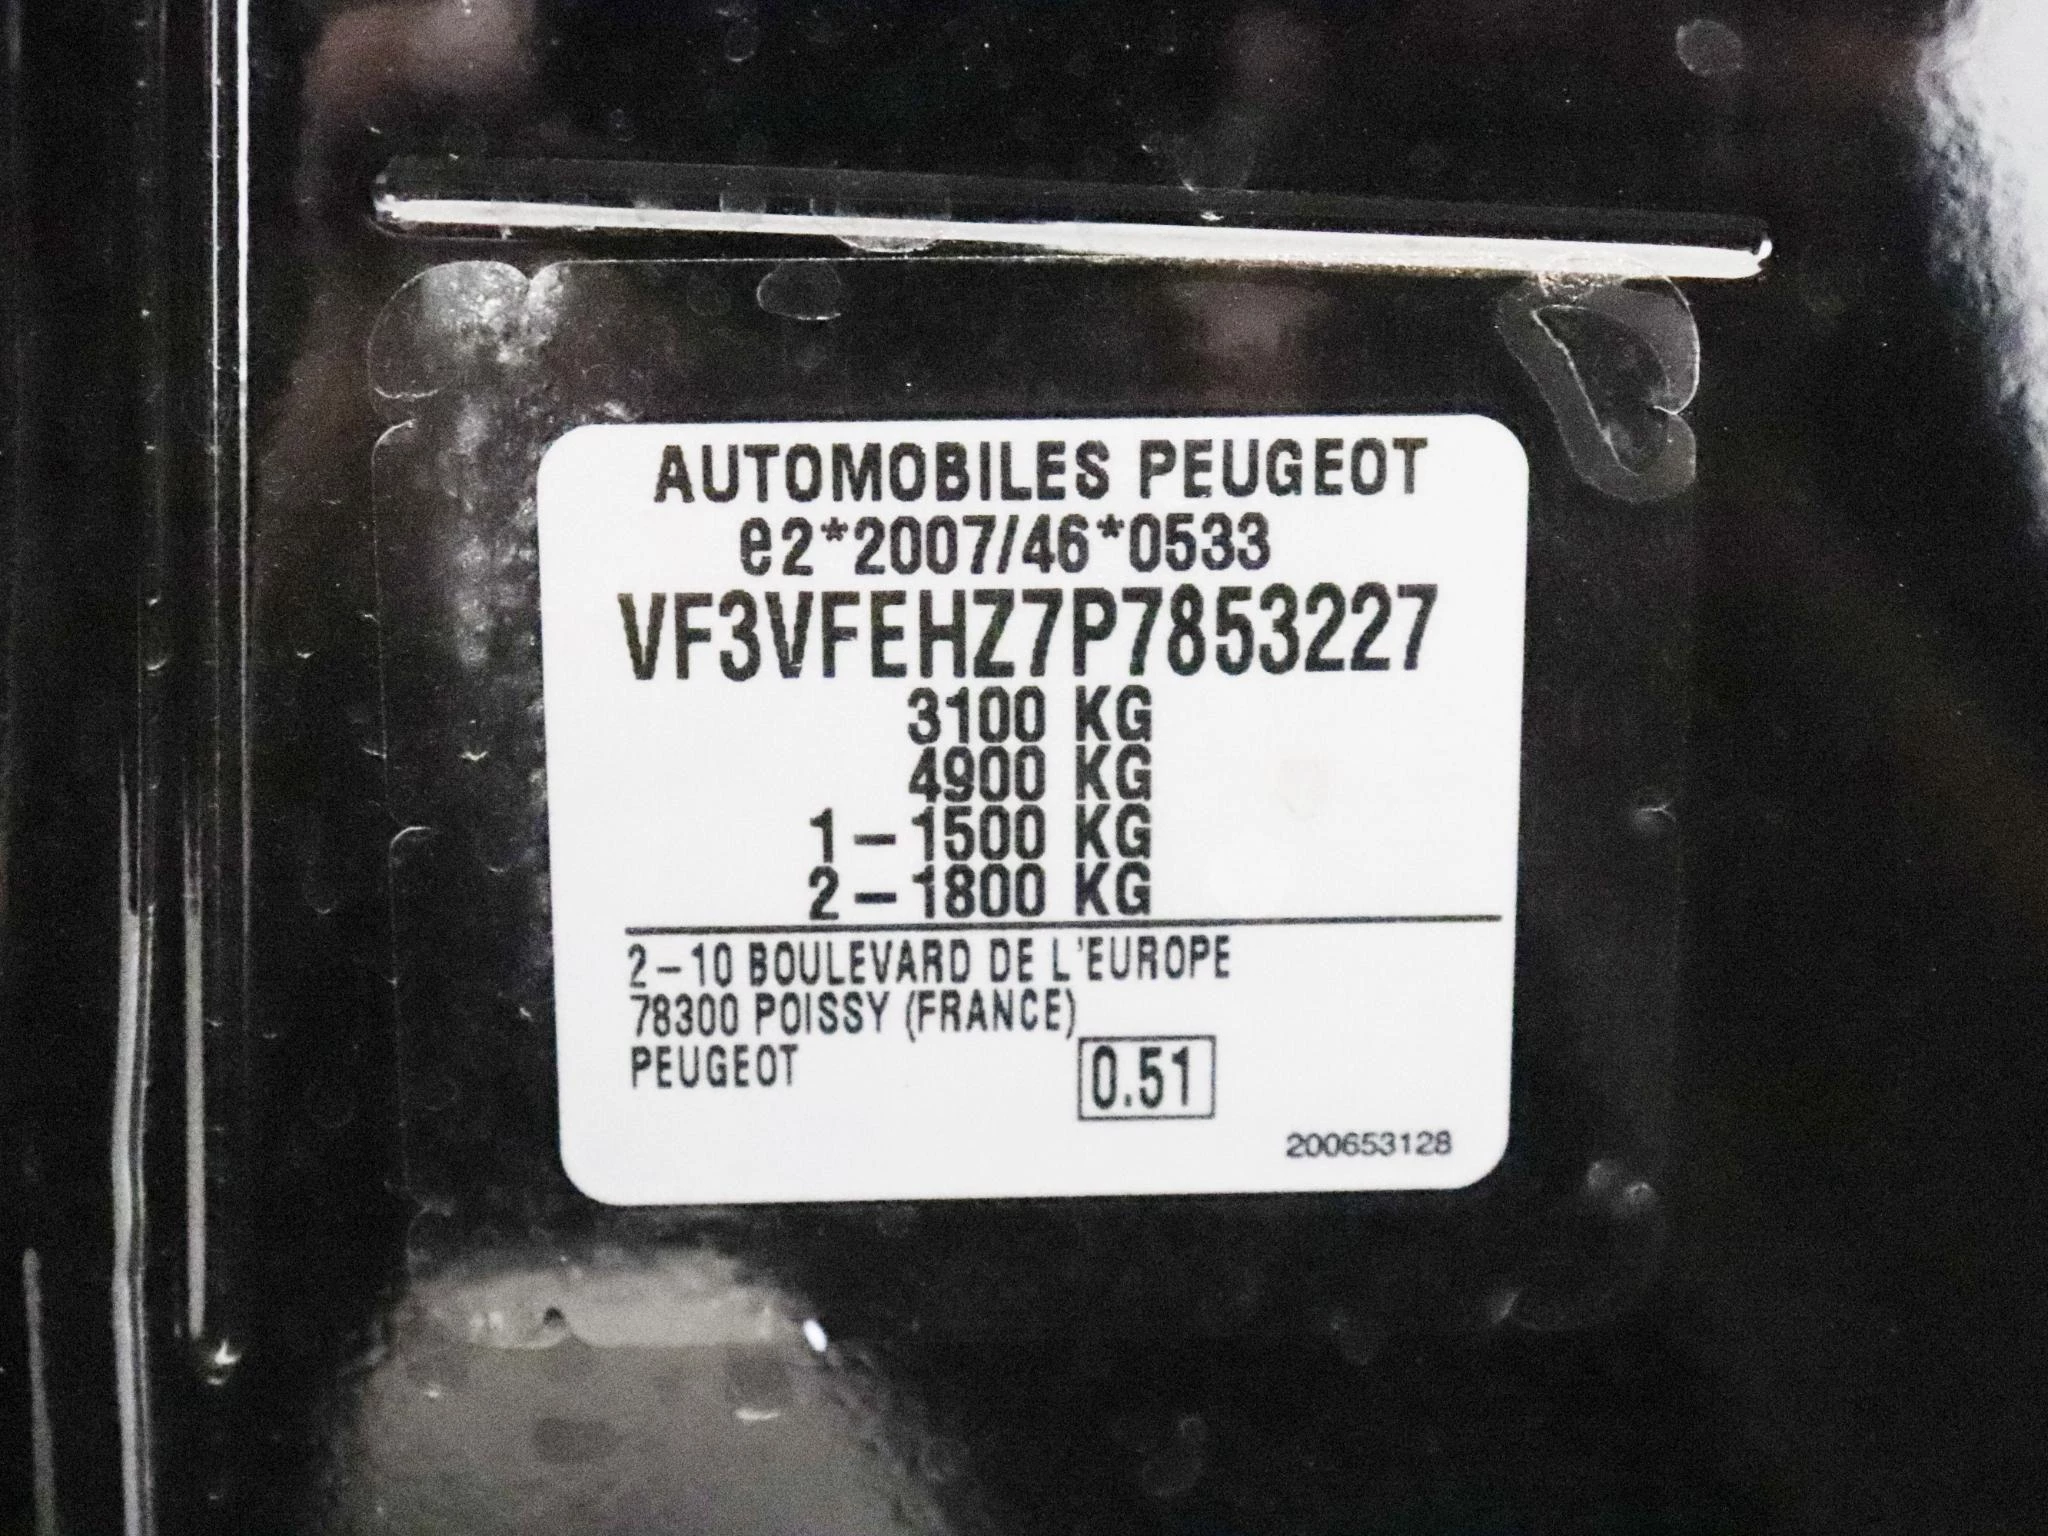 AUTOMOBILES PEUGEOT
e2*2007/46*0533
VF3VFEHZ7P7853227
3100 KG
4900 KG
1-1500 KG
2-1800 KG
2-10 BOULEVARD DE L'EUROPE
78300 POISSY (FRANCE)
PEUGEOT
0.51
200653128